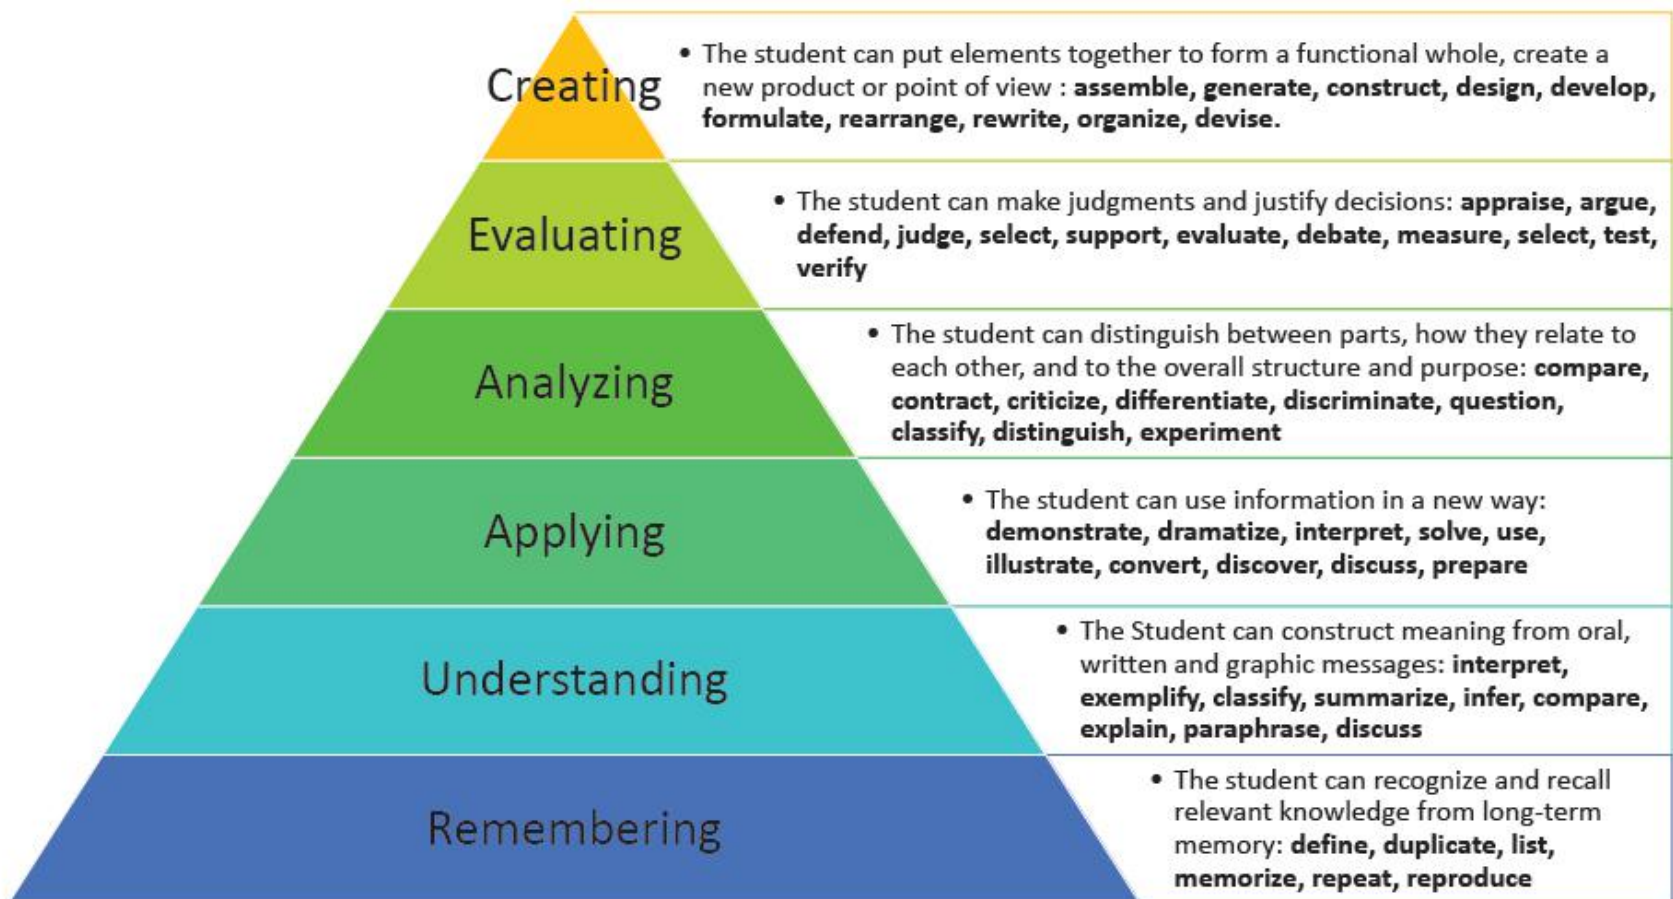 Creating
• The student can put elements together to form a functional whole, create a
new product or point of view : assemble, generate, construct, design, develop,
formulate, rearrange, rewrite, organize, devise.
Evaluating
• The student can make judgments and justify decisions: appraise, argue,
defend, judge, select, support, evaluate, debate, measure, select, test,
verify
Analyzing
• The student can distinguish between parts, how they relate to
each other, and to the overall structure and purpose: compare,
contract, criticize, differentiate, discriminate, question,
classify, distinguish, experiment
Applying
• The student can use information in a new way:
demonstrate, dramatize, interpret, solve, use,
illustrate, convert, discover, discuss, prepare
Understanding
• The Student can construct meaning from oral,
written and graphic messages: interpret,
exemplify, classify, summarize, infer, compare,
explain, paraphrase, discuss
Remembering
• The student can recognize and recall
relevant knowledge from long-term
memory: define, duplicate, list,
memorize, repeat, reproduce